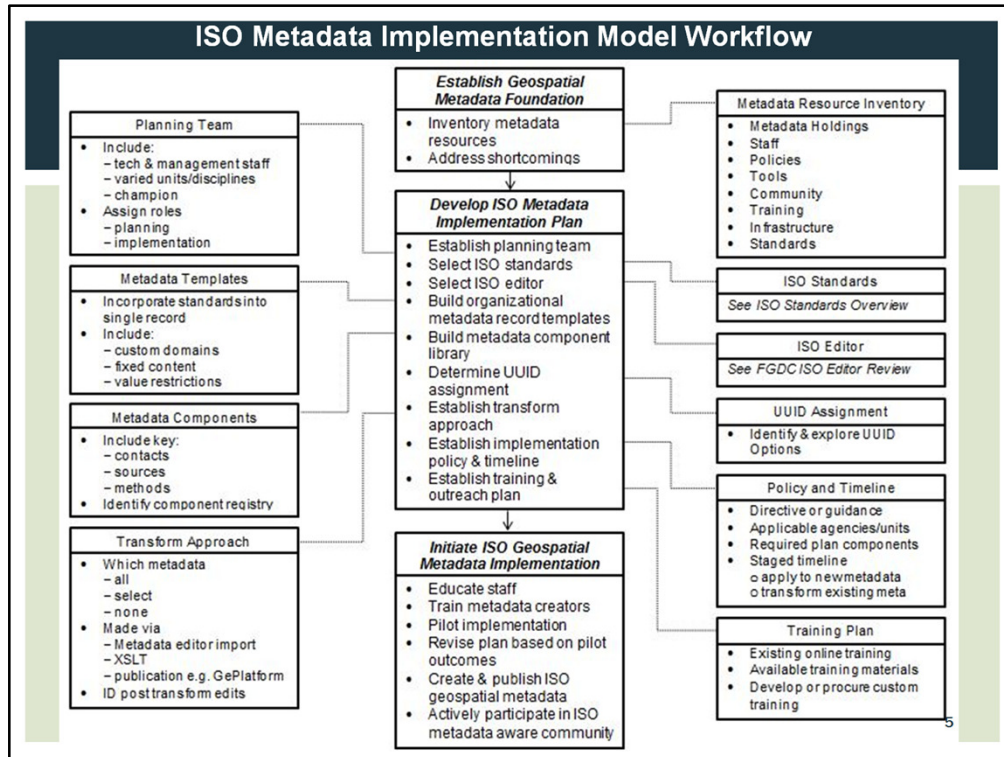 ISO Metadata Implementation Model Workflow
Establish Geospatial
Metadata Foundation
• Inventory metadata
resources
• Address shortcomings
Planning Team
• Include:
– tech & management staff
– varied units/disciplines
– champion
• Assign roles
– planning
– implementation
Metadata Templates
• Incorporate standards into
single record
• Include:
– custom domains
– fixed content
– value restrictions
Metadata Components
• Include key:
– contacts
– sources
– methods
• Identify component registry
Transform Approach
• Which metadata
– all
– select
– none
• Made via
– Metadata editor import
– XSLT
– publication e.g. GePlatform
• ID post transform edits
Develop ISO Metadata
Implementation Plan
• Establish planning team
• Select ISO standards
• Select ISO editor
• Build organizational
metadata record templates
• Build metadata component
library
• Determine UUID
assignment
• Establish transform
approach
• Establish implementation
policy & timeline
• Establish training &
outreach plan
Initiate ISO Geospatial
Metadata Implementation
• Educate staff
• Train metadata creators
• Pilot implementation
• Revise plan based on pilot
outcomes
• Create & publish ISO
geospatial metadata
• Actively participate in ISO
metadata aware community
Metadata Resource Inventory
• Metadata Holdings
• Staff
• Policies
• Tools
• Community
• Training
• Infrastructure
• Standards
ISO Standards
See ISO Standards Overview
ISO Editor
See FGDC ISO Editor Review
UUID Assignment
• Identify & explore UUID
Options
Policy and Timeline
• Directive or guidance
• Applicable agencies/units
• Required plan components
• Staged timeline
o apply to newmetadata
o transform existing meta
Training Plan
• Existing online training
• Available training materials
• Develop or procure custom
training
5